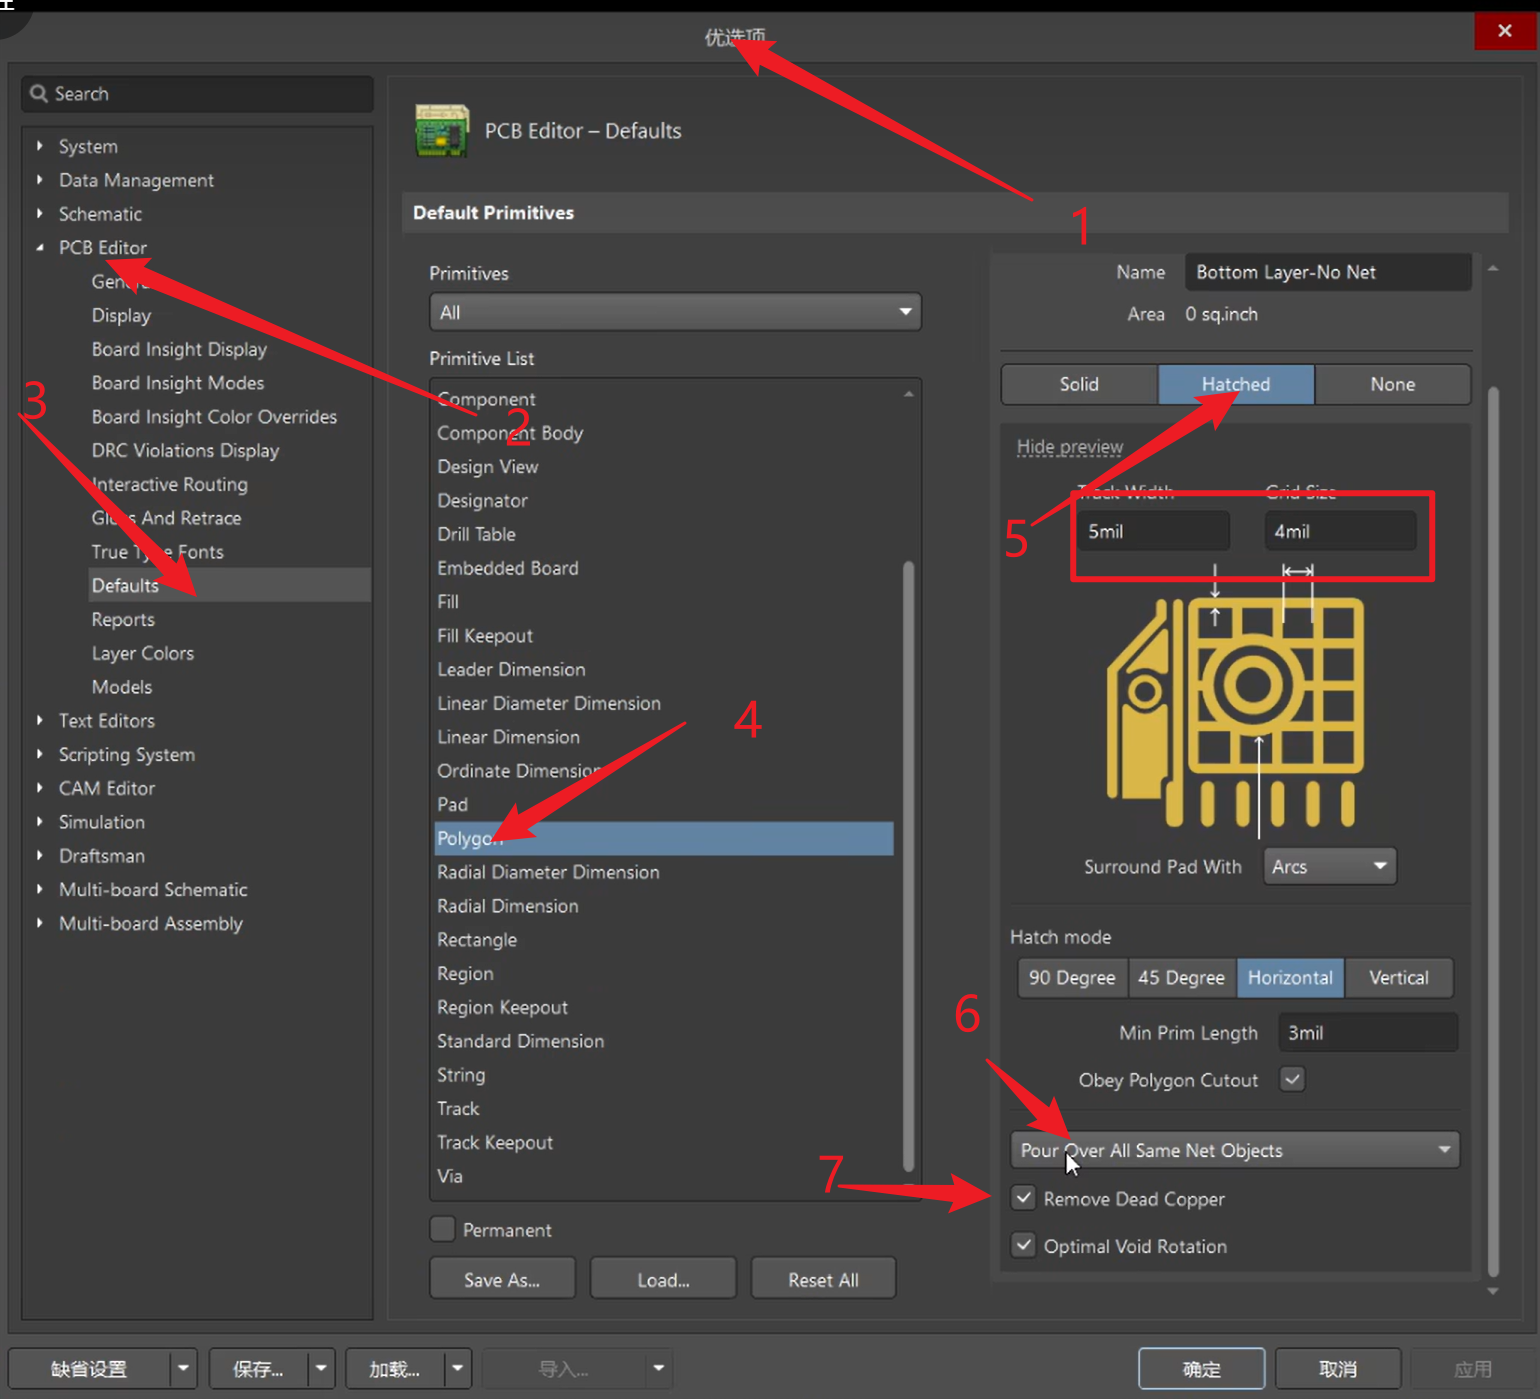 优选项
Search
System
Data Management
Schematic
PCB Editor
General
Display
Board Insight Display
Board Insight Modes
Board Insight Color Overrides
DRC Violations Display
Interactive Routing
Gloss And Retrace
True Type Fonts
Defaults
Reports
Layer Colors
Models
Text Editors
Scripting System
CAM Editor
Simulation
Draftsman
Multi-board Schematic
Multi-board Assembly
3
PCB Editor – Defaults
1
Default Primitives
Primitives
All
Primitive List
Component
2
Component Body
Design View
Designator
Drill Table
Embedded Board
Fill
Fill Keepout
Leader Dimension
Linear Diameter Dimension
4
Linear Dimension
Ordinate Dimension
Pad
Polygon
Radial Diameter Dimension
Radial Dimension
Rectangle
Region
Region Keepout
Standard Dimension
String
Track
Track Keepout
Via
Permanent
Save As...
Load...
Reset All
Name Bottom Layer-No Net
Area 0 sq.inch
Solid Hatched None
Hide preview
Track Width Grid Size
5
5mil 4mil
Surround Pad With Arcs
Hatch mode
90 Degree 45 Degree Horizontal Vertical
6
Min Prim Length 3mil
Obey Polygon Cutout
Pour Over All Same Net Objects
7
Remove Dead Copper
Optimal Void Rotation
缺省设置 保存... 加载... 导入... 确定 取消 应用